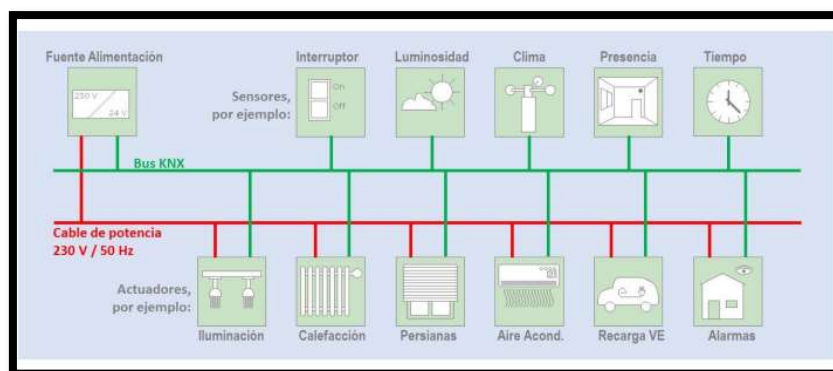 Fuente Alimentación
Interruptor
Luminosidad
Clima
Presencia
Tiempo
230 V
24 V
Sensores,
por ejemplo:
On
Off
Bus KNX
Cable de potencia
230 V / 50 Hz
Actuadores,
por ejemplo:
Iluminación
Calefacción
Persianas
Aire Acond.
Recarga VE
Alarmas